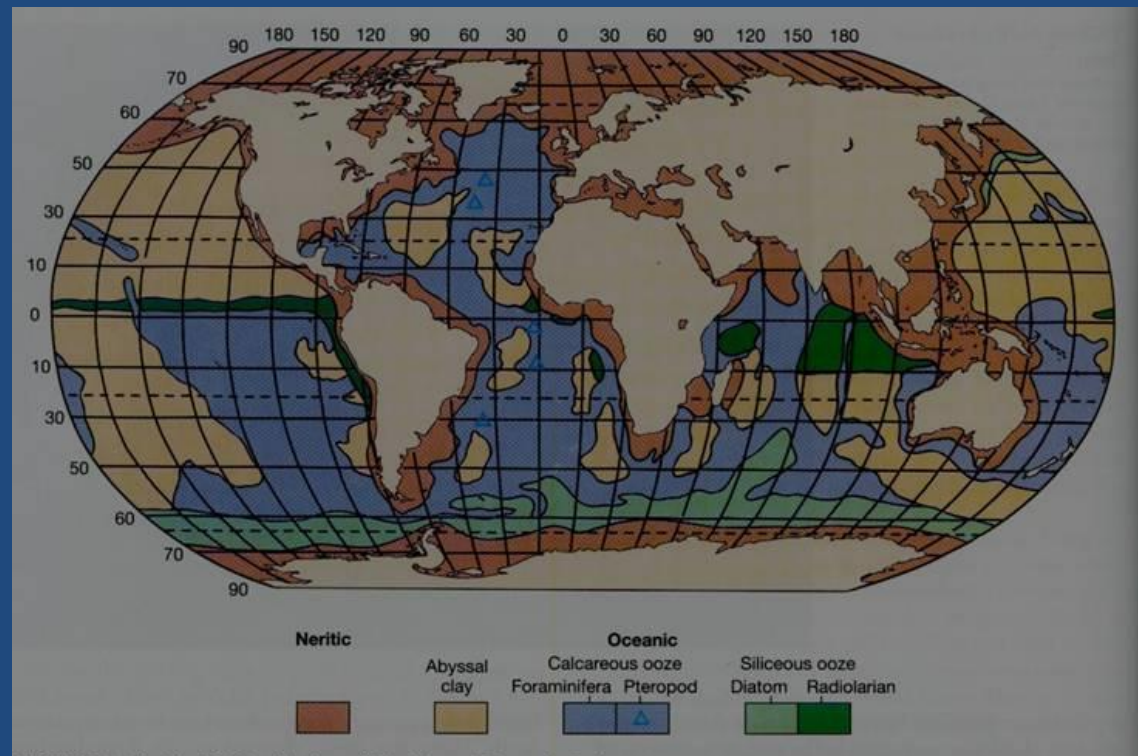 180 150 120 90 60 30 0 30 60 90 120 150 180
90
70
60
50
30
10
0
10
30
50
60
70
90
Neritic
Oceanic
Abyssal clay
Calcareous ooze
Foraminifera Pteropod
Siliceous ooze
Diatom Radiolarian